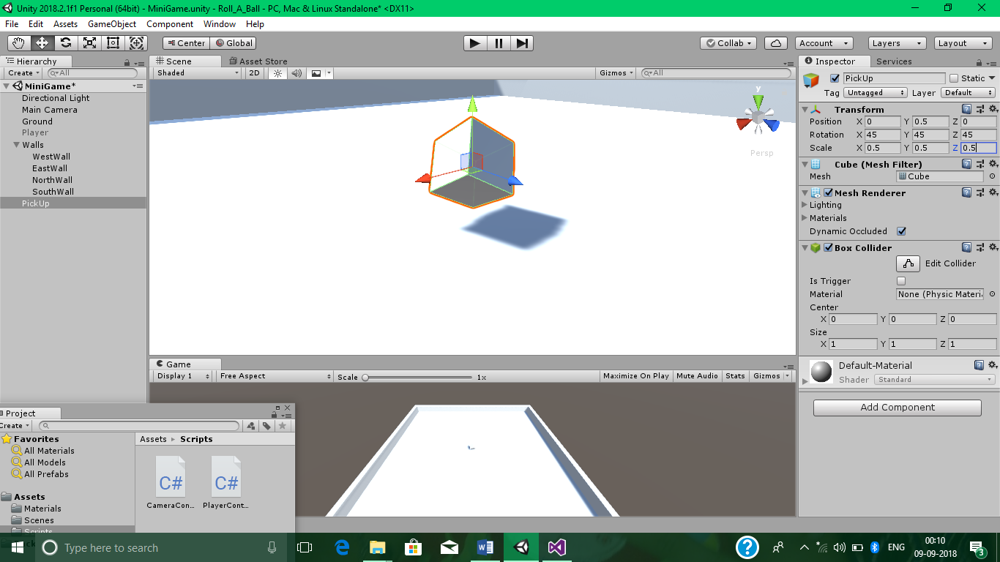 Unity 2018.2.1f1 Personal (64bit) - MiniGame.unity - Roll_A_Ball - PC, Mac & Linux Standalone* <DX11>
File Edit Assets GameObject Component Window Help
Center Global Collab Account Layers Layout
Hierarchy
Create All
MiniGame*
Directional Light
Main Camera
Ground
Player
Walls
WestWall
EastWall
NorthWall
SouthWall
PickUp
Scene Asset Store
Shaded 2D Gizmos All
y
Persp
Game
Display 1 Free Aspect Scale 1x Maximize On Play Mute Audio Stats Gizmos
Inspector Services
PickUp Static
Tag Untagged Layer Default
Transform
Position X 0 Y 0.5 Z 0
Rotation X 45 Y 45 Z 45
Scale X 0.5 Y 0.5 Z 0.5
Cube (Mesh Filter)
Mesh Cube
Mesh Renderer
Lighting
Materials
Dynamic Occluded
Box Collider
Edit Collider
Is Trigger
Material None (Physic Materia
Center
X 0 Y 0 Z 0
Size
X 1 Y 1 Z 1
Default-Material
Shader Standard
Add Component
Project
Create
Favorites
All Materials
All Models
All Prefabs
Assets
Materials
Scenes
Scripts
Assets Scripts
C# C#
CameraCon... PlayerCont...
Type here to search
ENG
00:10
09-09-2018
3